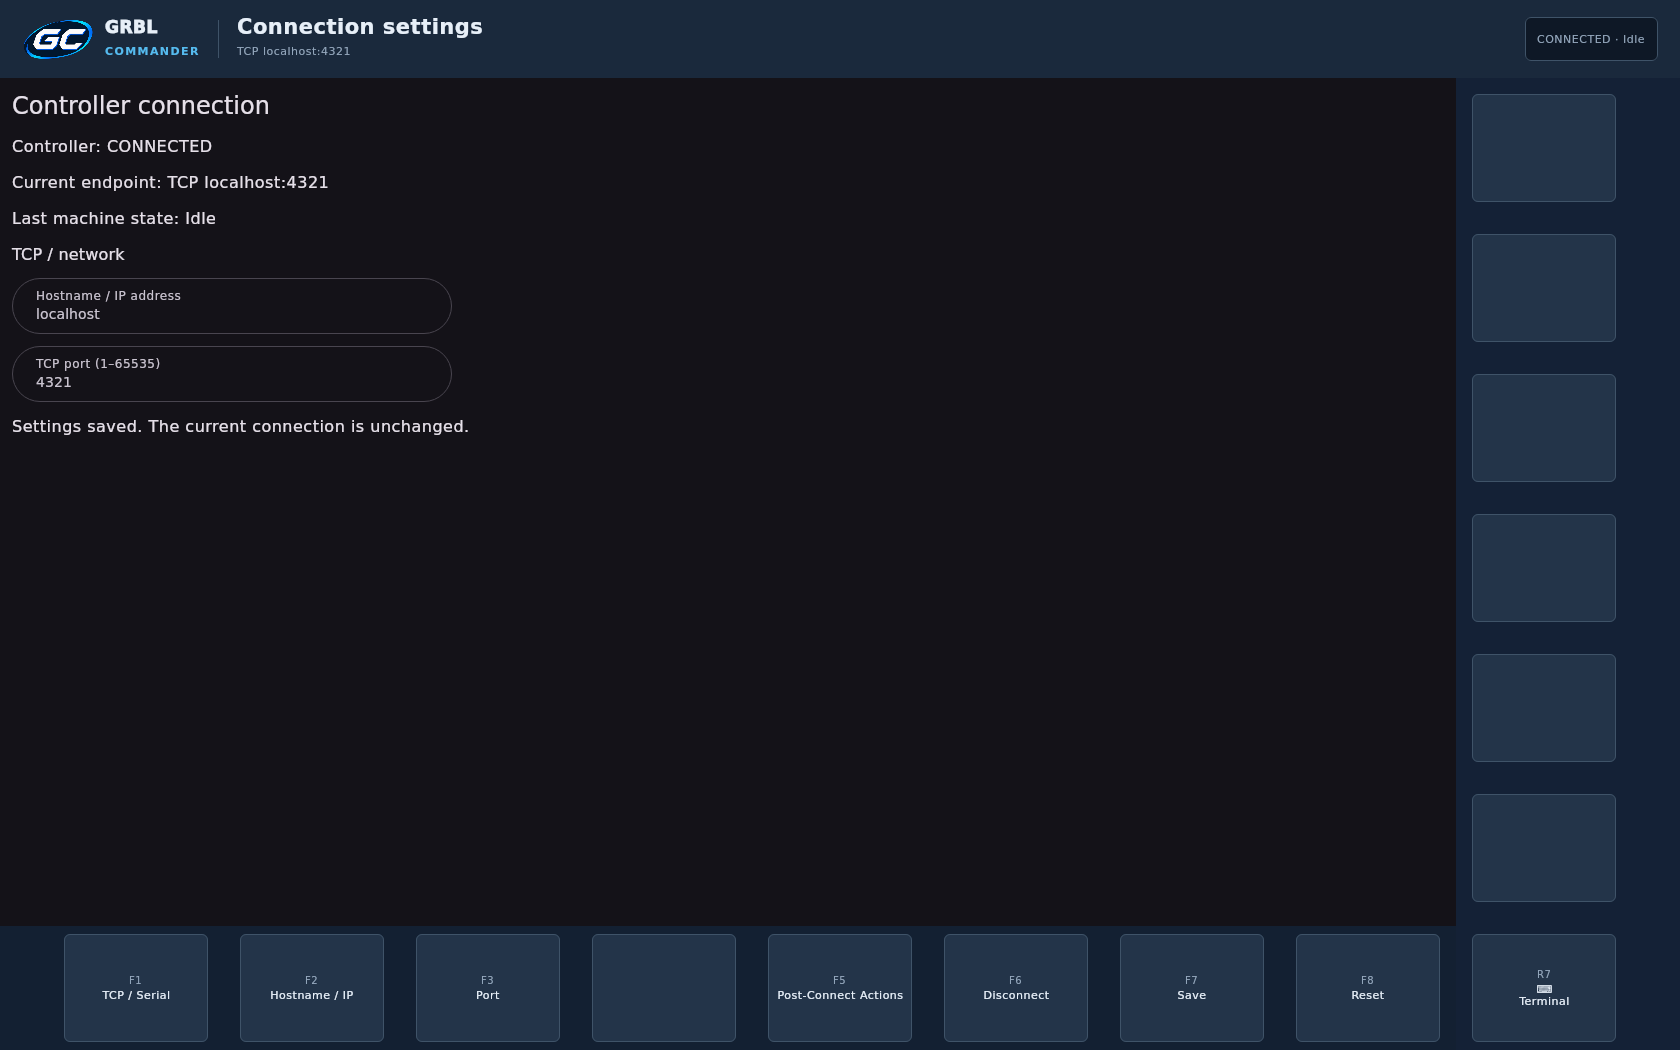 GC
GRBL
COMMANDER
Connection settings
TCP localhost:4321
CONNECTED · Idle
Controller connection
Controller: CONNECTED
Current endpoint: TCP localhost:4321
Last machine state: Idle
TCP / network
Hostname / IP address
localhost
TCP port (1–65535)
4321
Settings saved. The current connection is unchanged.
F1
TCP / Serial
F2
Hostname / IP
F3
Port
F5
Post-Connect Actions
F6
Disconnect
F7
Save
F8
Reset
R7
⌨
Terminal